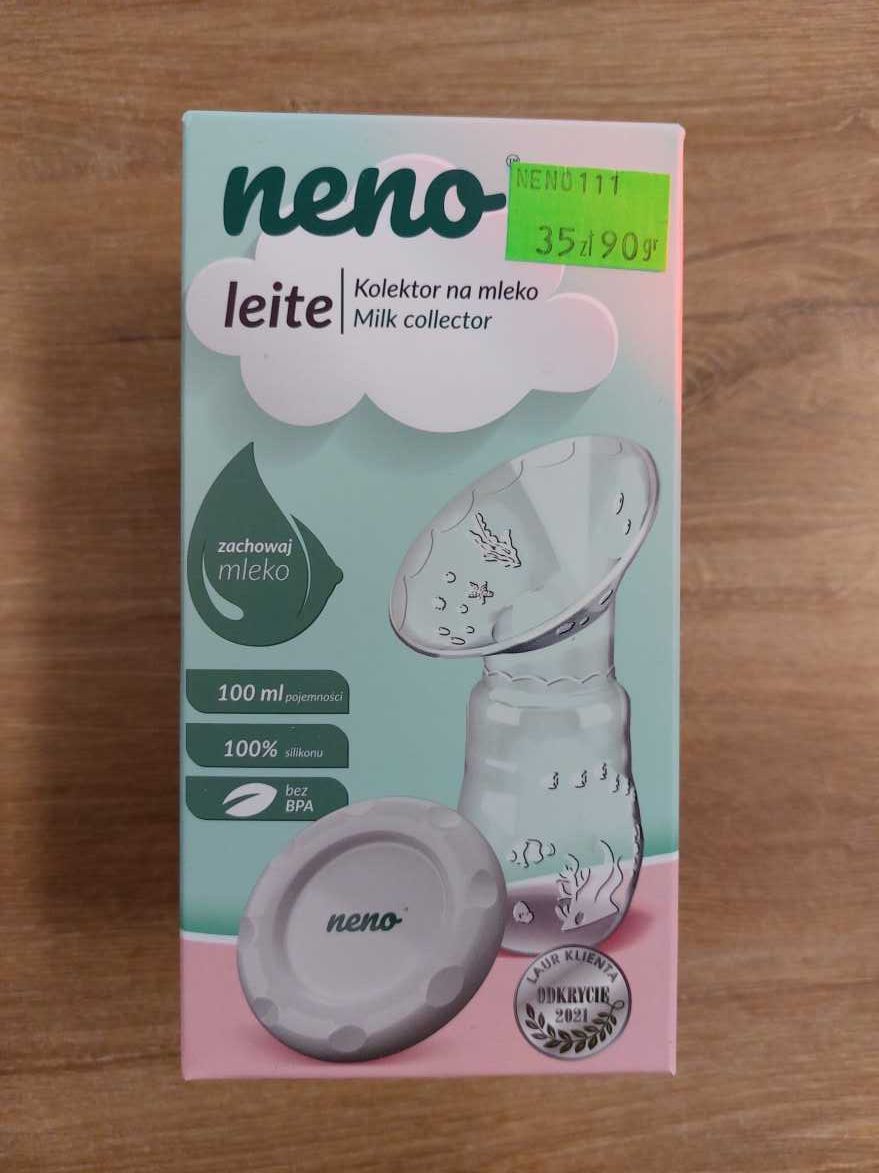 neno™
NENO111
35zł90gr
leite
Kolektor na mleko
Milk collector
zachowaj
mleko
100 ml pojemności
100% silikonu
bez
BPA
neno
LAUR KLIENTA
ODKRYCIE
2021